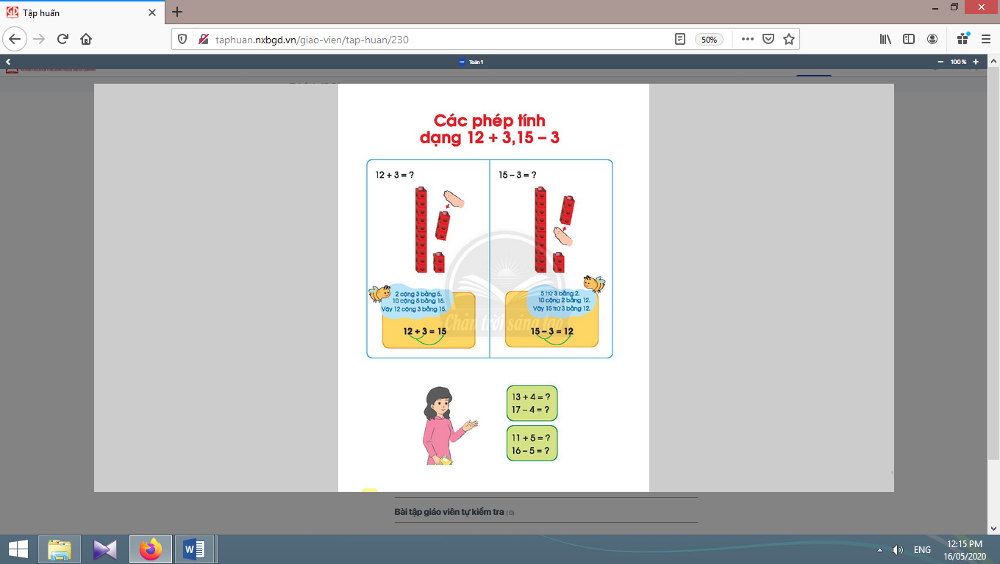 Tập huấn
taphuan.nxbgd.vn/giao-vien/tap-huan/230
50%
Toán 1
100 %
Các phép tính
dạng 12 + 3,15 – 3
12 + 3 = ?
15 – 3 = ?
2 cộng 3 bằng 5.
10 cộng 5 bằng 15.
Vậy 12 cộng 3 bằng 15.
12 + 3 = 15
5 trừ 3 bằng 2.
10 cộng 2 bằng 12.
Vậy 15 trừ 3 bằng 12.
15 – 3 = 12
Chân trời sáng tạo
13 + 4 = ?
17 – 4 = ?
11 + 5 = ?
16 – 5 = ?
Bài tập giáo viên tự kiểm tra (0)
ENG
12:15 PM
16/05/2020